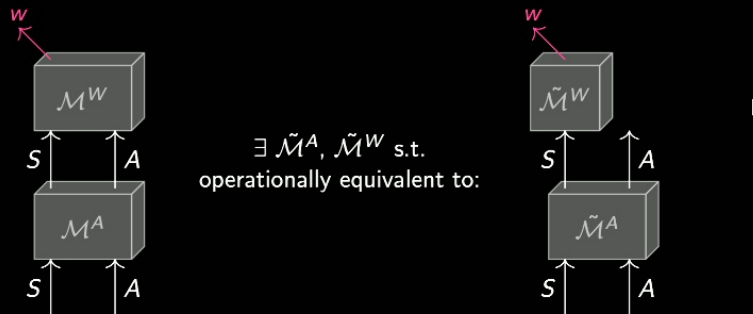 w w
𝓜^W 𝓜̃^W
S A ∃ 𝓜̃^A, 𝓜̃^W s.t. S A
operationally equivalent to:
𝓜^A 𝓜̃^A
S A S A